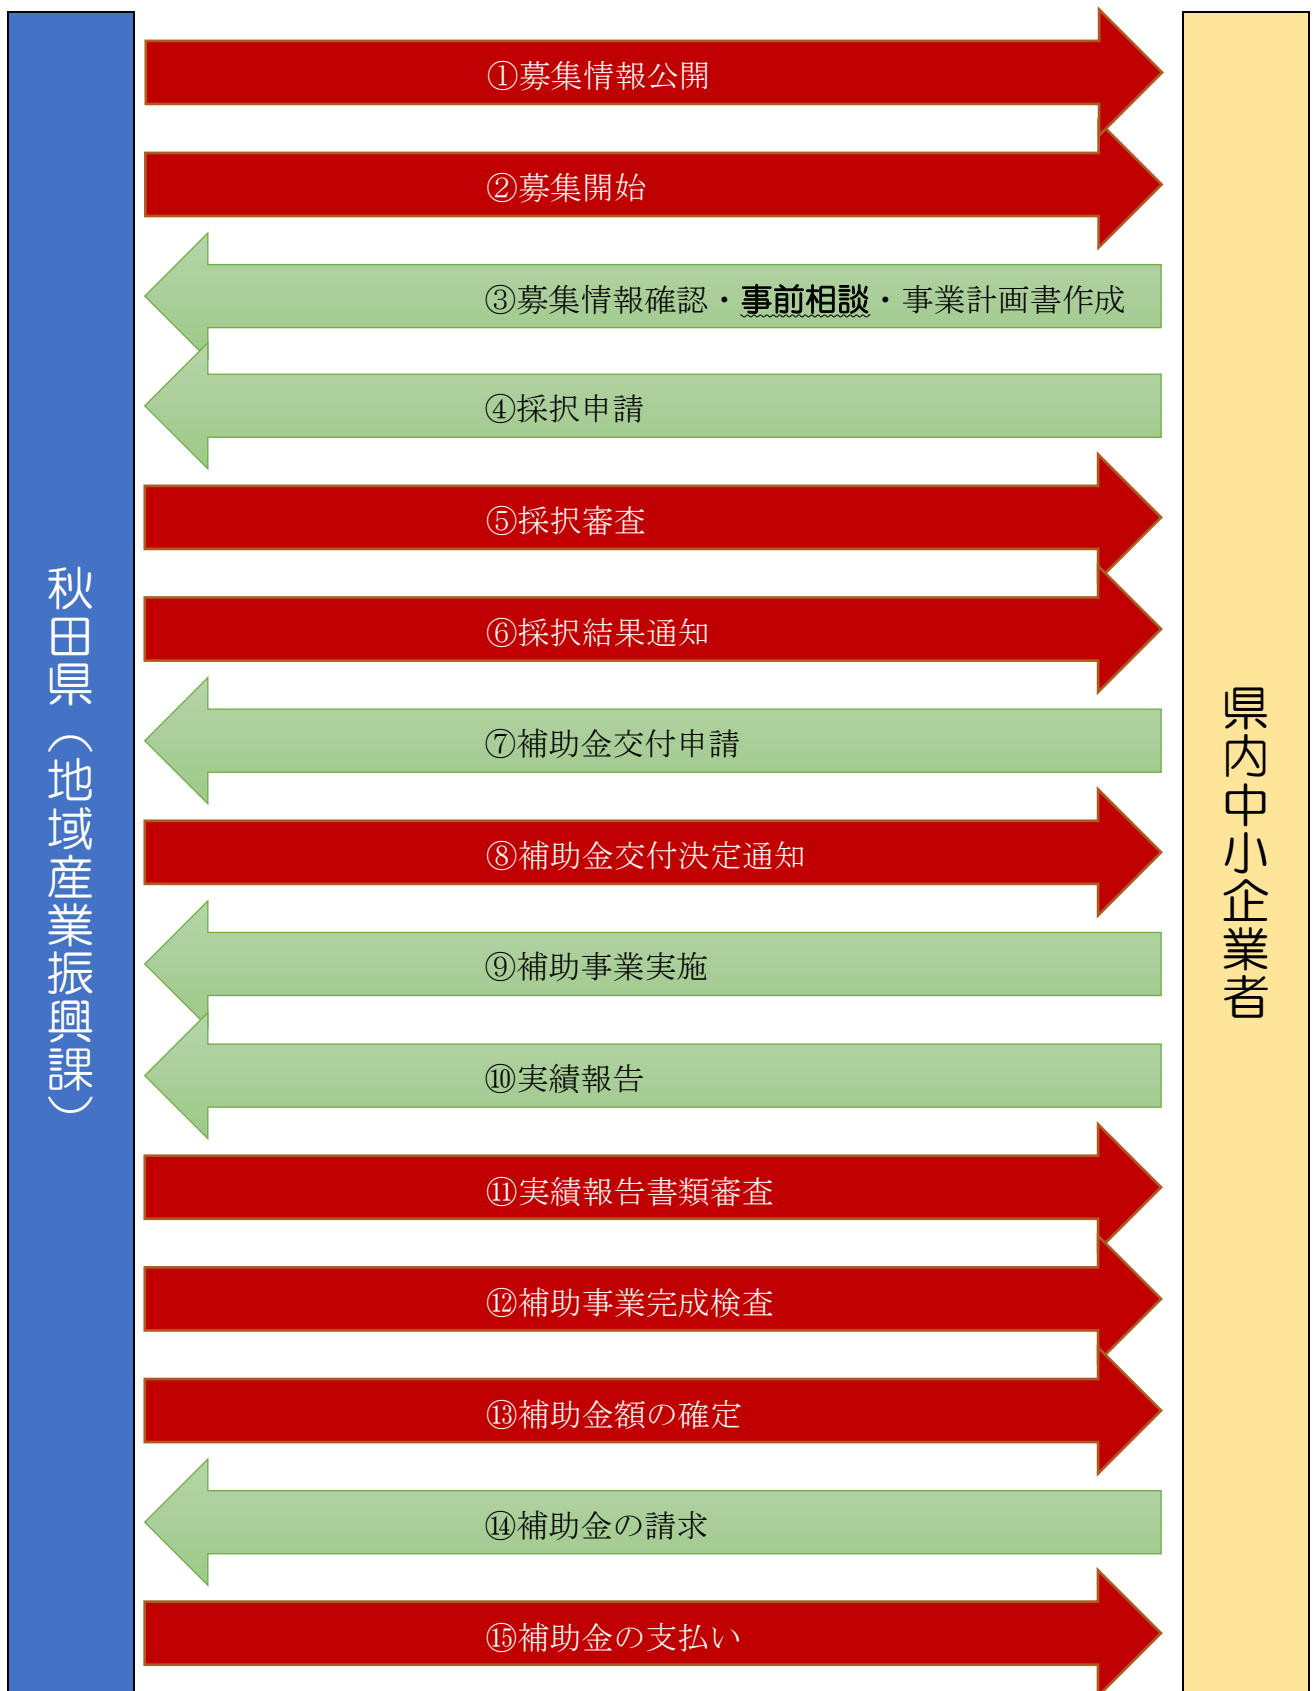 秋田県（地域産業振興課）
①募集情報公開
②募集開始
③募集情報確認・事前相談・事業計画書作成
④採択申請
⑤採択審査
⑥採択結果通知
⑦補助金交付申請
⑧補助金交付決定通知
⑨補助事業実施
⑩実績報告
⑪実績報告書類審査
⑫補助事業完成検査
⑬補助金額の確定
⑭補助金の請求
⑮補助金の支払い
県内中小企業者